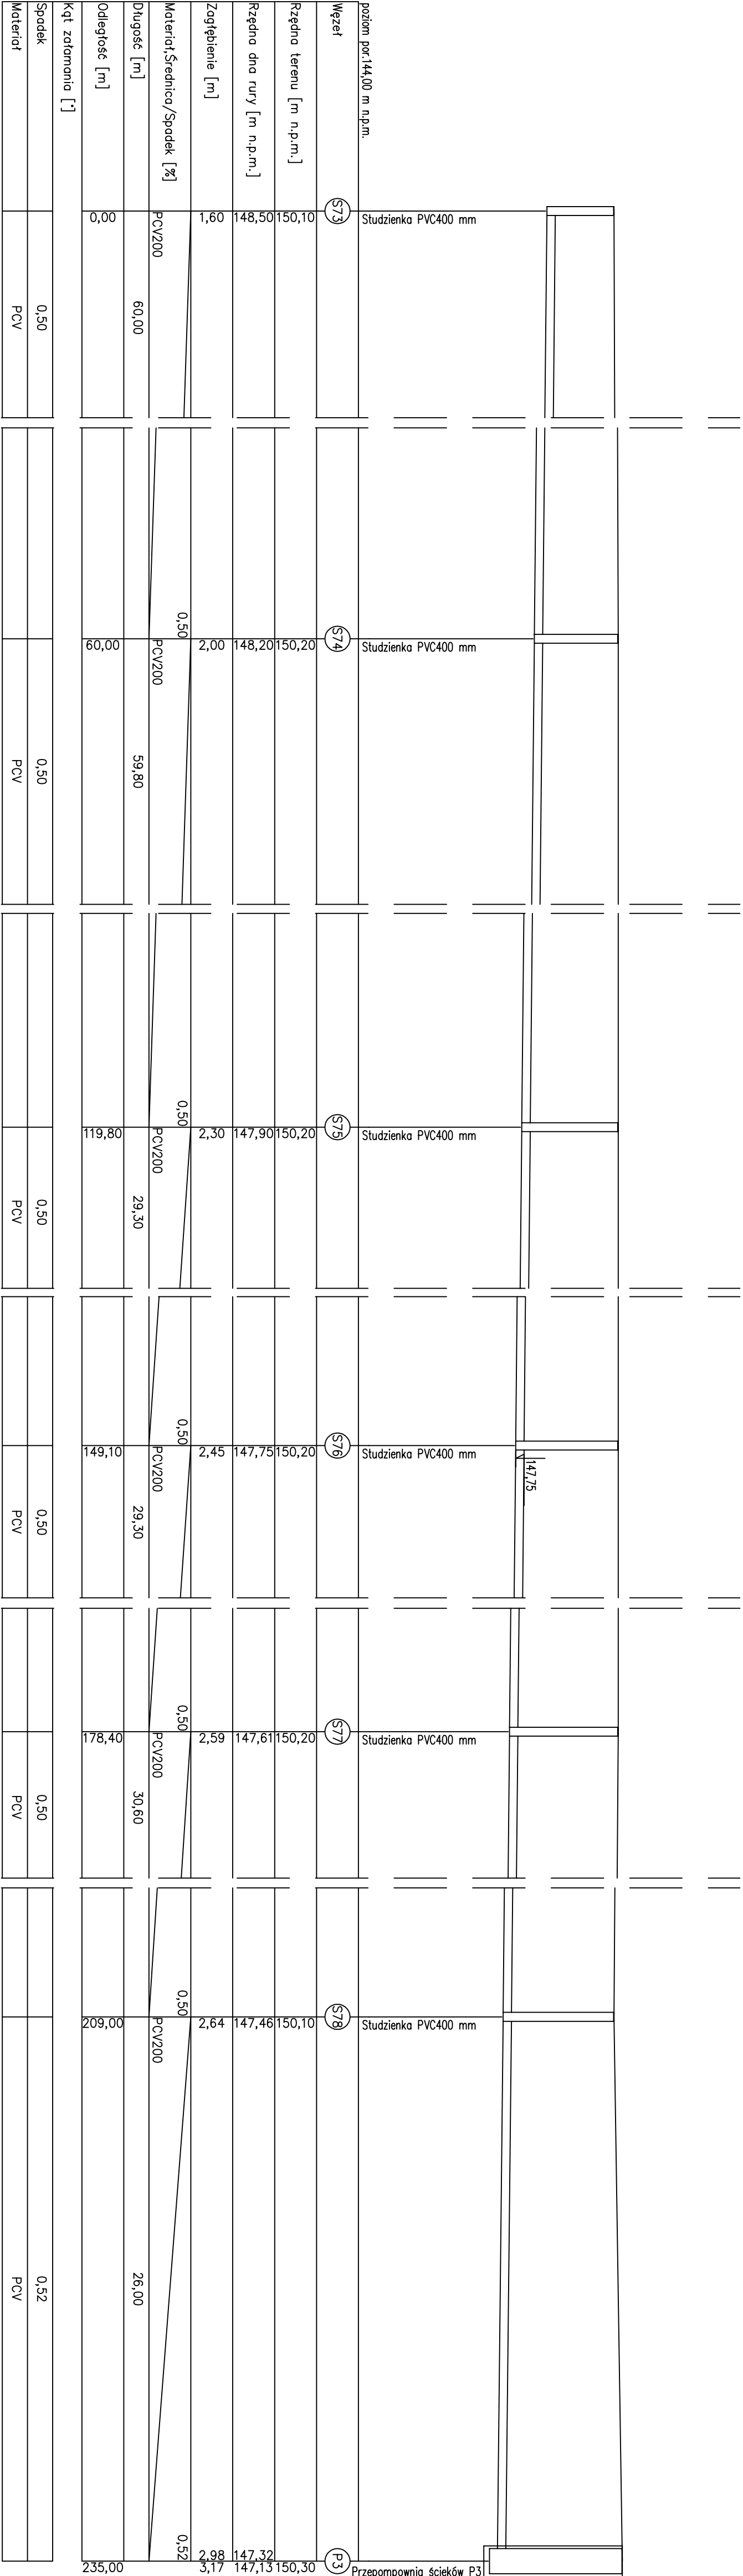 poziom por.144,00 m n.p.m.
Studzienka PVC400 mm
Studzienka PVC400 mm
Studzienka PVC400 mm
Studzienka PVC400 mm
147,75
Studzienka PVC400 mm
Studzienka PVC400 mm
Przepompownia ścieków P3
Węzeł S73 S74 S75 S76 S77 S78 P3
Rzędna terenu [m n.p.m.] 150,10 150,20 150,20 150,20 150,20 150,10 150,30
Rzędna dna rury [m n.p.m.] 148,50 148,20 147,90 147,75 147,61 147,46 147,32 147,13
Zagłębienie [m] 1,60 2,00 2,30 2,45 2,59 2,64 2,98 3,17
Materiał,Średnica/Spadek [%] PCV200 0,50 PCV200 0,50 PCV200 0,50 PCV200 0,50 PCV200 0,50 PCV200 0,52
Długość [m] 60,00 59,80 29,30 29,30 30,60 26,00
Odległość [m] 0,00 60,00 119,80 149,10 178,40 209,00 235,00
Kąt załamania [°]
Spadek 0,50 0,50 0,50 0,50 0,50 0,52
Materiał PCV PCV PCV PCV PCV PCV